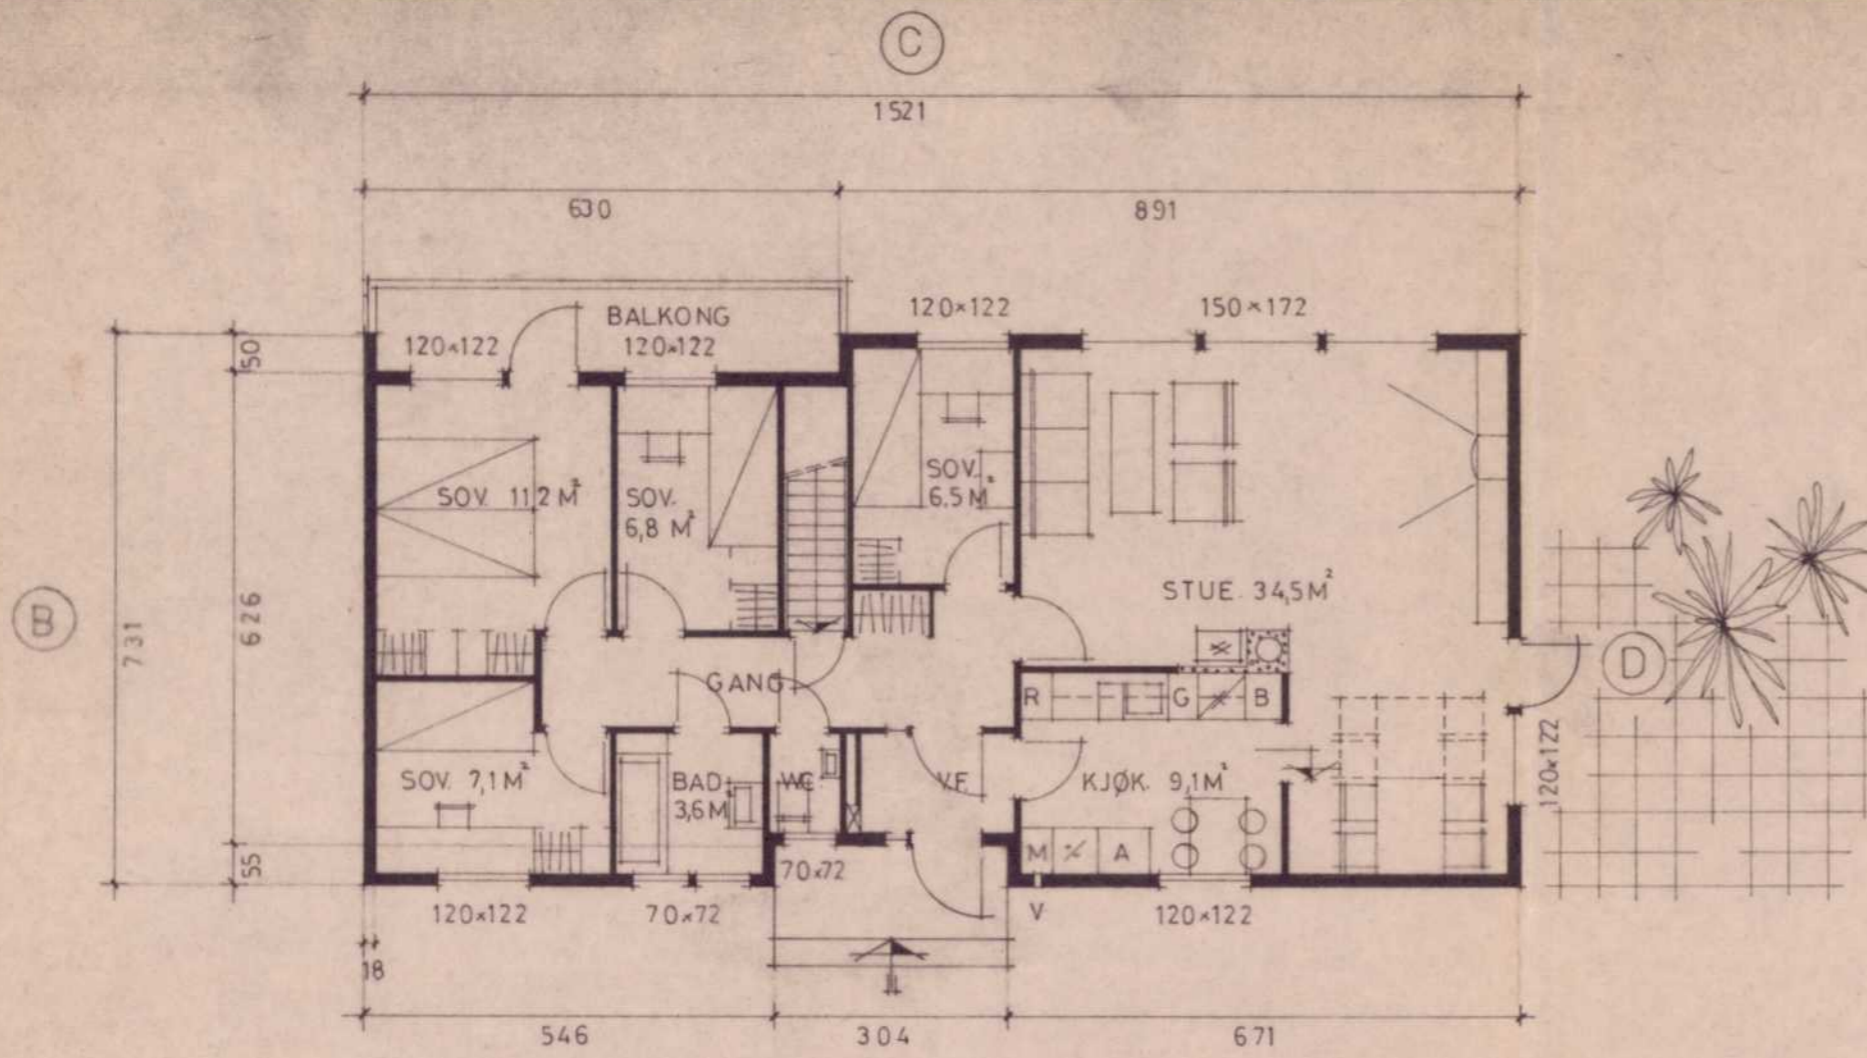 C
1521
630
891
BALKONG
120×122
120×122
120×122
150×172
50
SOV. 11,2 M²
SOV.
6,8 M²
SOV.
6.5 M²
STUE. 34,5 M²
B
731
626
D
GANG
R
G
B
SOV. 7,1 M²
BAD
3,6 M²
WC
V.F.
KJØK. 9,1 M²
120×122
55
M
A
70×72
120×122
70×72
V
120×122
18
546
304
671